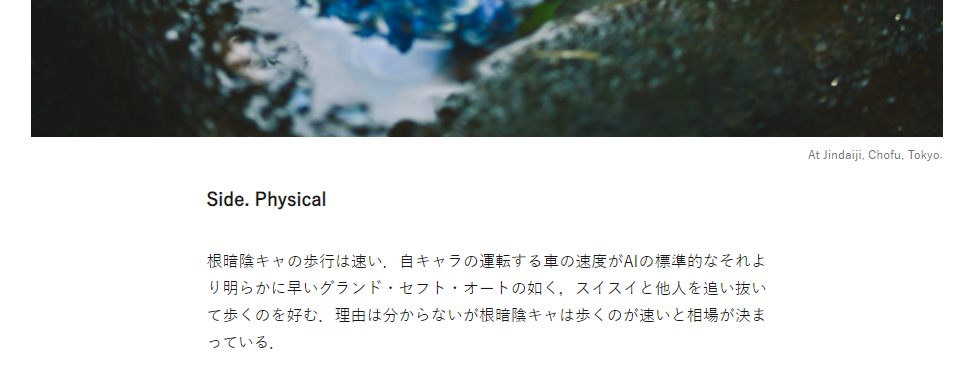 At Jindaiji, Chofu, Tokyo.
Side. Physical
根暗陰キャの歩行は速い．自キャラの運転する車の速度がAIの標準的なそれよ
り明らかに早いグランド・セフト・オートの如く，スイスイと他人を追い抜い
て歩くのを好む．理由は分からないが根暗陰キャは歩くのが速いと相場が決ま
っている．